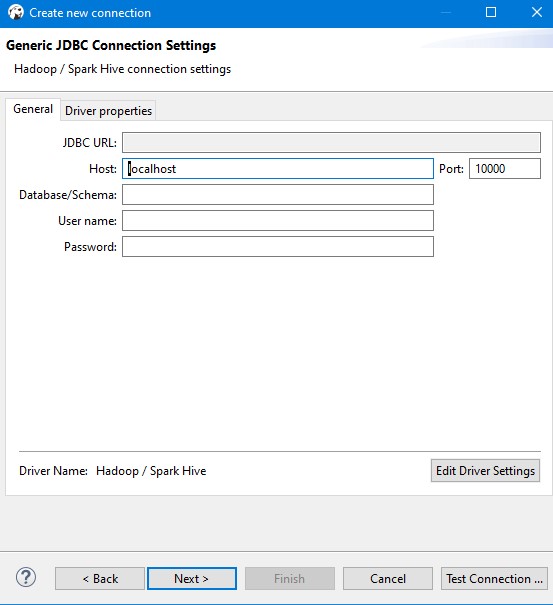 Create new connection
Generic JDBC Connection Settings
Hadoop / Spark Hive connection settings
General Driver properties
JDBC URL:
Host: localhost Port: 10000
Database/Schema:
User name:
Password:
Driver Name: Hadoop / Spark Hive Edit Driver Settings
? < Back Next > Finish Cancel Test Connection ...